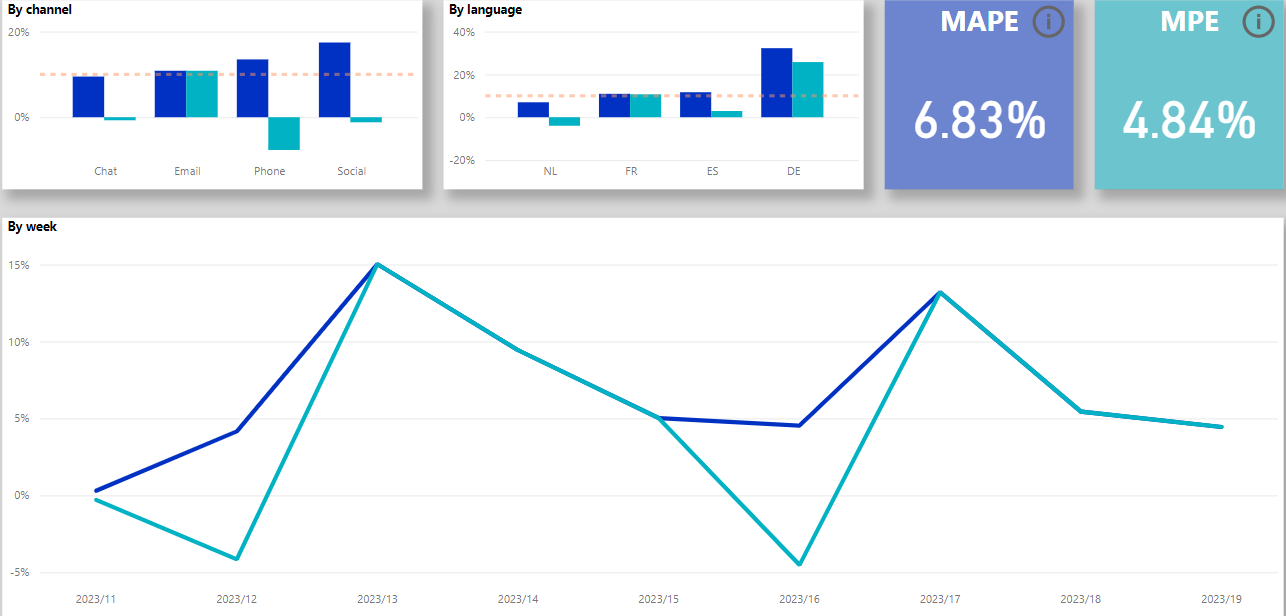 By channel
20%
0%
Chat Email Phone Social
By language
40%
20%
0%
-20%
NL FR ES DE
MAPE i
6.83%
MPE i
4.84%
By week
15%
10%
5%
0%
-5%
2023/11 2023/12 2023/13 2023/14 2023/15 2023/16 2023/17 2023/18 2023/19